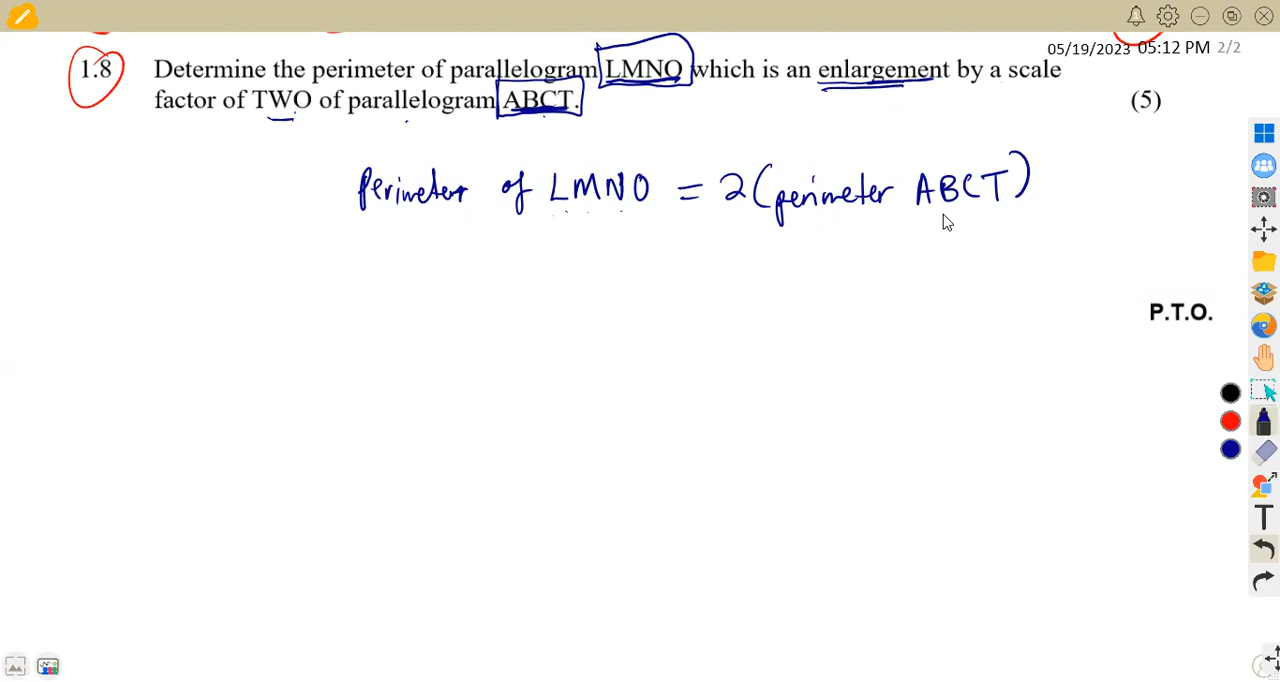 05/19/2023 05:12 PM 2/2
1.8 Determine the perimeter of parallelogram LMNO which is an enlargement by a scale
factor of TWO of parallelogram ABCT. (5)
Perimeter of LMNO = 2(perimeter ABCT)
P.T.O.
T